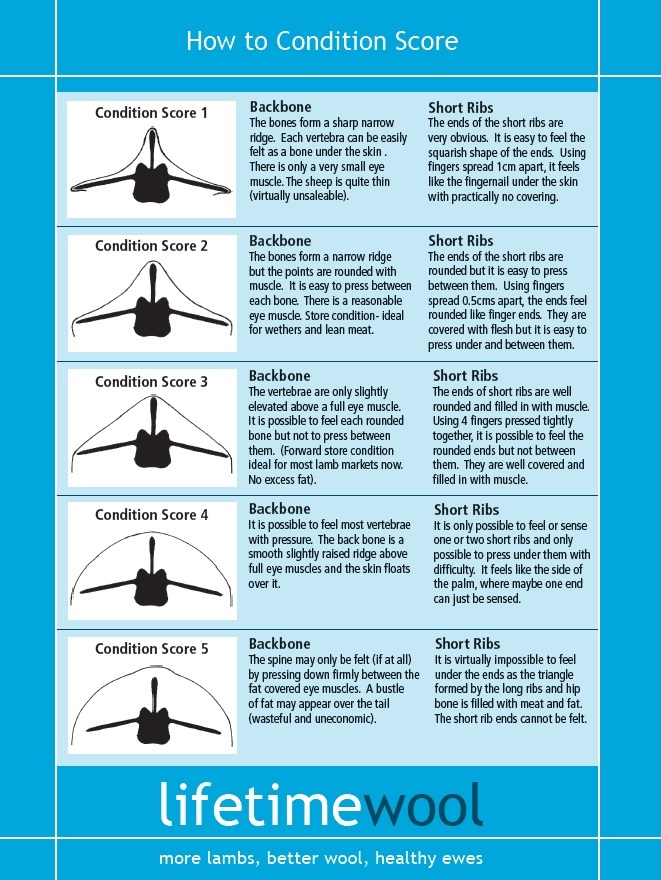 How to Condition Score
Condition Score 1
Backbone
The bones form a sharp narrow
ridge. Each vertebra can be easily
felt as a bone under the skin .
There is only a very small eye
muscle. The sheep is quite thin
(virtually unsaleable).
Short Ribs
The ends of the short ribs are
very obvious. It is easy to feel the
squarish shape of the ends. Using
fingers spread 1cm apart, it feels
like the fingernail under the skin
with practically no covering.
Condition Score 2
Backbone
The bones form a narrow ridge
but the points are rounded with
muscle. It is easy to press between
each bone. There is a reasonable
eye muscle. Store condition- ideal
for wethers and lean meat.
Short Ribs
The ends of the short ribs are
rounded but it is easy to press
between them. Using fingers
spread 0.5cms apart, the ends feel
rounded like finger ends. They are
covered with flesh but it is easy to
press under and between them.
Condition Score 3
Backbone
The vertebrae are only slightly
elevated above a full eye muscle.
It is possible to feel each rounded
bone but not to press between
them. (Forward store condition
ideal for most lamb markets now.
No excess fat).
Short Ribs
The ends of short ribs are well
rounded and filled in with muscle.
Using 4 fingers pressed tightly
together, it is possible to feel the
rounded ends but not between
them. They are well covered and
filled in with muscle.
Condition Score 4
Backbone
It is possible to feel most vertebrae
with pressure. The back bone is a
smooth slightly raised ridge above
full eye muscles and the skin floats
over it.
Short Ribs
It is only possible to feel or sense
one or two short ribs and only
possible to press under them with
difficulty. It feels like the side of
the palm, where maybe one end
can just be sensed.
Condition Score 5
Backbone
The spine may only be felt (if at all)
by pressing down firmly between the
fat covered eye muscles. A bustle
of fat may appear over the tail
(wasteful and uneconomic).
Short Ribs
It is virtually impossible to feel
under the ends as the triangle
formed by the long ribs and hip
bone is filled with meat and fat.
The short rib ends cannot be felt.
lifetimewool
more lambs, better wool, healthy ewes